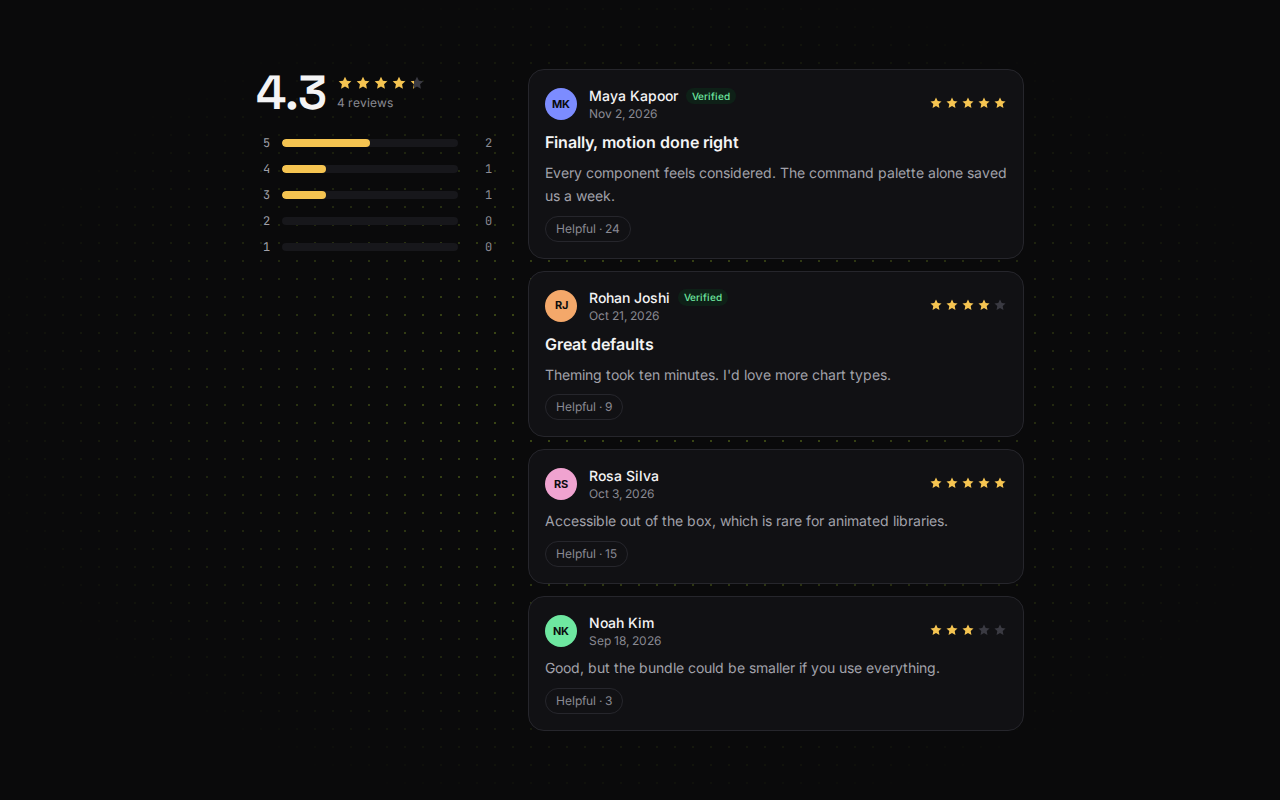 4.3
4 reviews
5 2
4 1
3 1
2 0
1 0
MK
Maya Kapoor Verified
Nov 2, 2026
Finally, motion done right
Every component feels considered. The command palette alone saved
us a week.
Helpful · 24
RJ
Rohan Joshi Verified
Oct 21, 2026
Great defaults
Theming took ten minutes. I'd love more chart types.
Helpful · 9
RS
Rosa Silva
Oct 3, 2026
Accessible out of the box, which is rare for animated libraries.
Helpful · 15
NK
Noah Kim
Sep 18, 2026
Good, but the bundle could be smaller if you use everything.
Helpful · 3